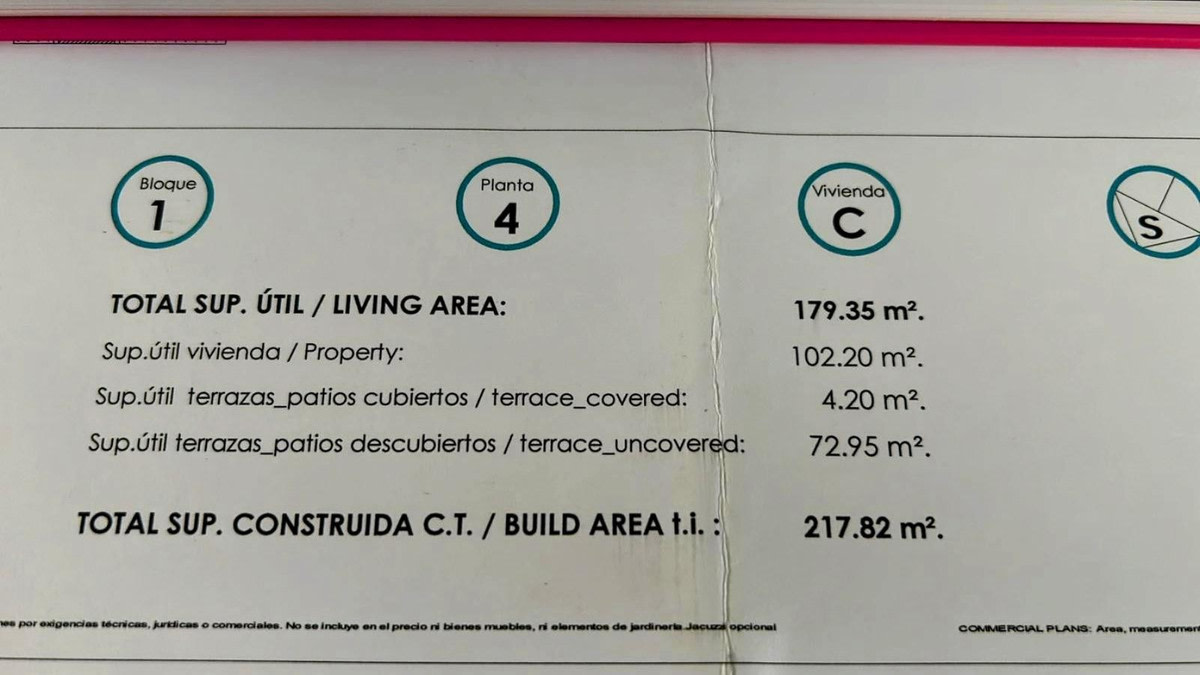 Bloque
1
Planta
4
Vivienda
C
S
TOTAL SUP. ÚTIL / LIVING AREA: 179.35 m².
Sup.útil vivienda / Property: 102.20 m².
Sup.útil terrazas_patios cubiertos / terrace_covered: 4.20 m².
Sup.útil terrazas_patios descubiertos / terrace_uncovered: 72.95 m².
TOTAL SUP. CONSTRUIDA C.T. / BUILD AREA t.i. : 217.82 m².
por exigencias técnicas, jurídicas o comerciales. No se incluye en el precio ni bienes muebles, ni elementos de jardinería Jacuzzi opcional
COMMERCIAL PLANS: Area,